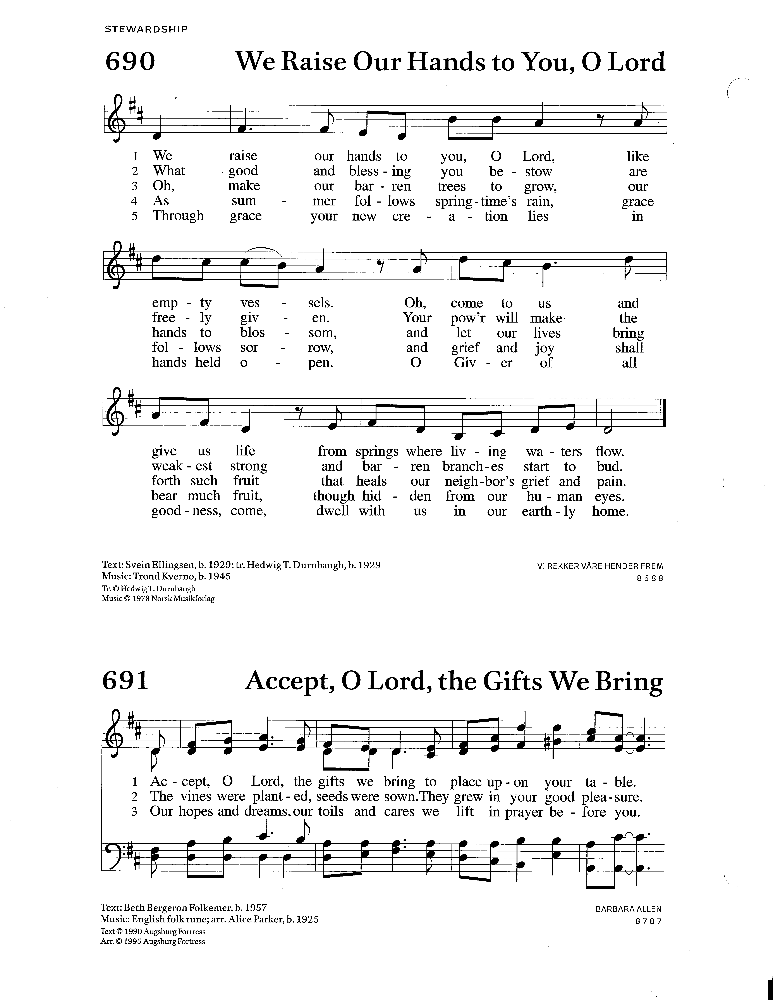 STEWARDSHIP
690 We Raise Our Hands to You, O Lord
1 We raise our hands to you, O Lord, like
2 What good and bless - ing you be - stow are
3 Oh, make our bar - ren trees to grow, our
4 As sum - mer fol - lows spring - time's rain, grace
5 Through grace your new cre - a - tion lies in
emp - ty ves - sels. Oh, come to us and
free - ly giv - en. Your pow'r will make the
hands to blos - som, and let our lives bring
fol - lows sor - row, and grief and joy shall
hands held o - pen. O Giv - er of all
give us life from springs where liv - ing wa - ters flow.
weak - est strong and bar - ren branch - es start to bud.
forth such fruit that heals our neigh - bor's grief and pain.
bear much fruit, though hid - den from our hu - man eyes.
good - ness, come, dwell with us in our earth - ly home.
Text: Svein Ellingsen, b. 1929; tr. Hedwig T. Durnbaugh, b. 1929 VI REKKER VÅRE HENDER FREM
Music: Trond Kverno, b. 1945 8 5 8 8
Tr. © Hedwig T. Durnbaugh
Music © 1978 Norsk Musikforlag
691 Accept, O Lord, the Gifts We Bring
1 Ac - cept, O Lord, the gifts we bring to place up - on your ta - ble.
2 The vines were plant - ed, seeds were sown. They grew in your good plea - sure.
3 Our hopes and dreams, our toils and cares we lift in prayer be - fore you.
Text: Beth Bergeron Folkemer, b. 1957 BARBARA ALLEN
Music: English folk tune; arr. Alice Parker, b. 1925 8 7 8 7
Text © 1990 Augsburg Fortress
Arr. © 1995 Augsburg Fortress